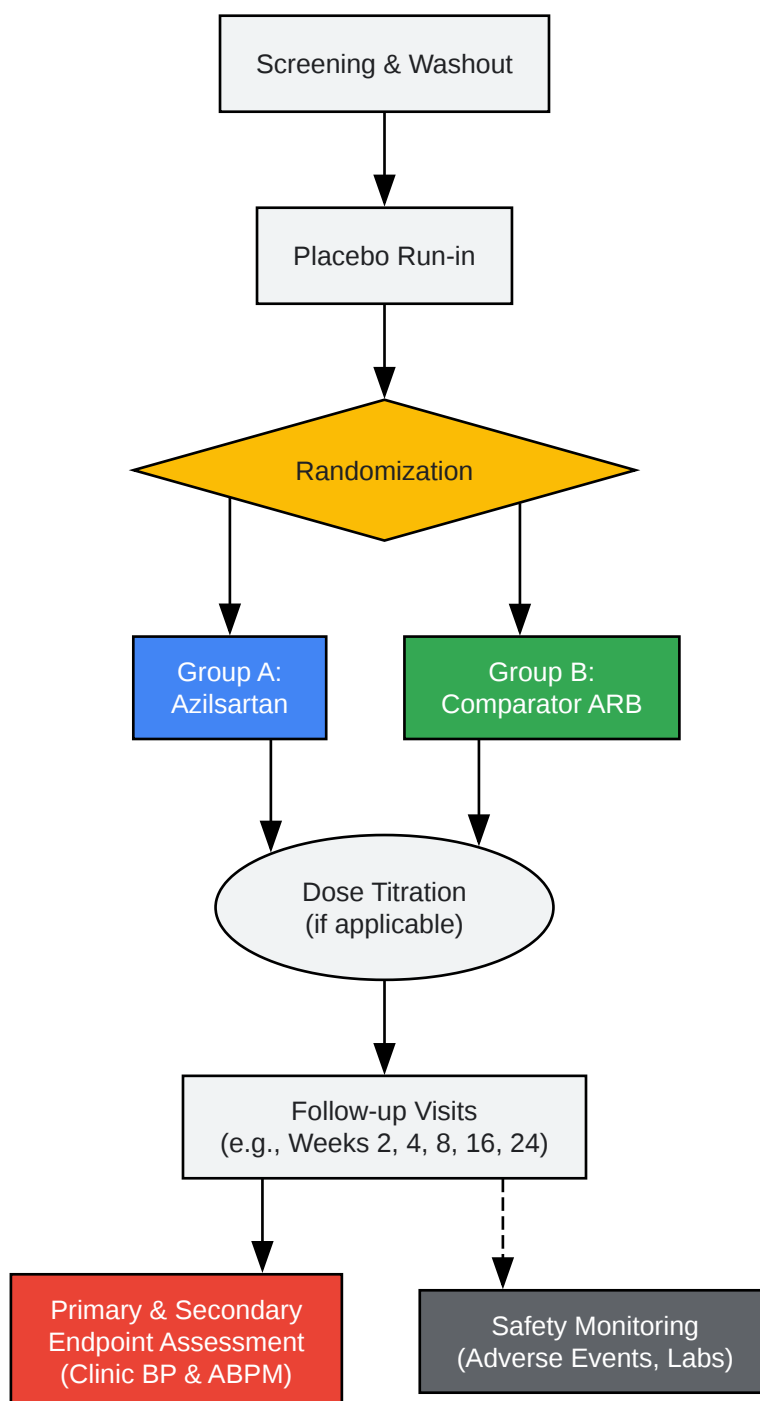 Screening & Washout
Placebo Run-in
Randomization
Group A:
Azilsartan
Group B:
Comparator ARB
Dose Titration
(if applicable)
Follow-up Visits
(e.g., Weeks 2, 4, 8, 16, 24)
Primary & Secondary
Endpoint Assessment
(Clinic BP & ABPM)
Safety Monitoring
(Adverse Events, Labs)